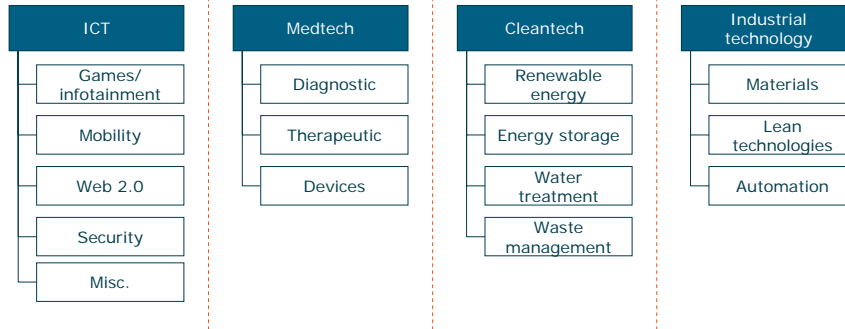 ICT
Games/
infotainment
Mobility
Web 2.0
Security
Misc.
Medtech
Diagnostic
Therapeutic
Devices
Cleantech
Renewable
energy
Energy storage
Water
treatment
Waste
management
Industrial
technology
Materials
Lean
technologies
Automation